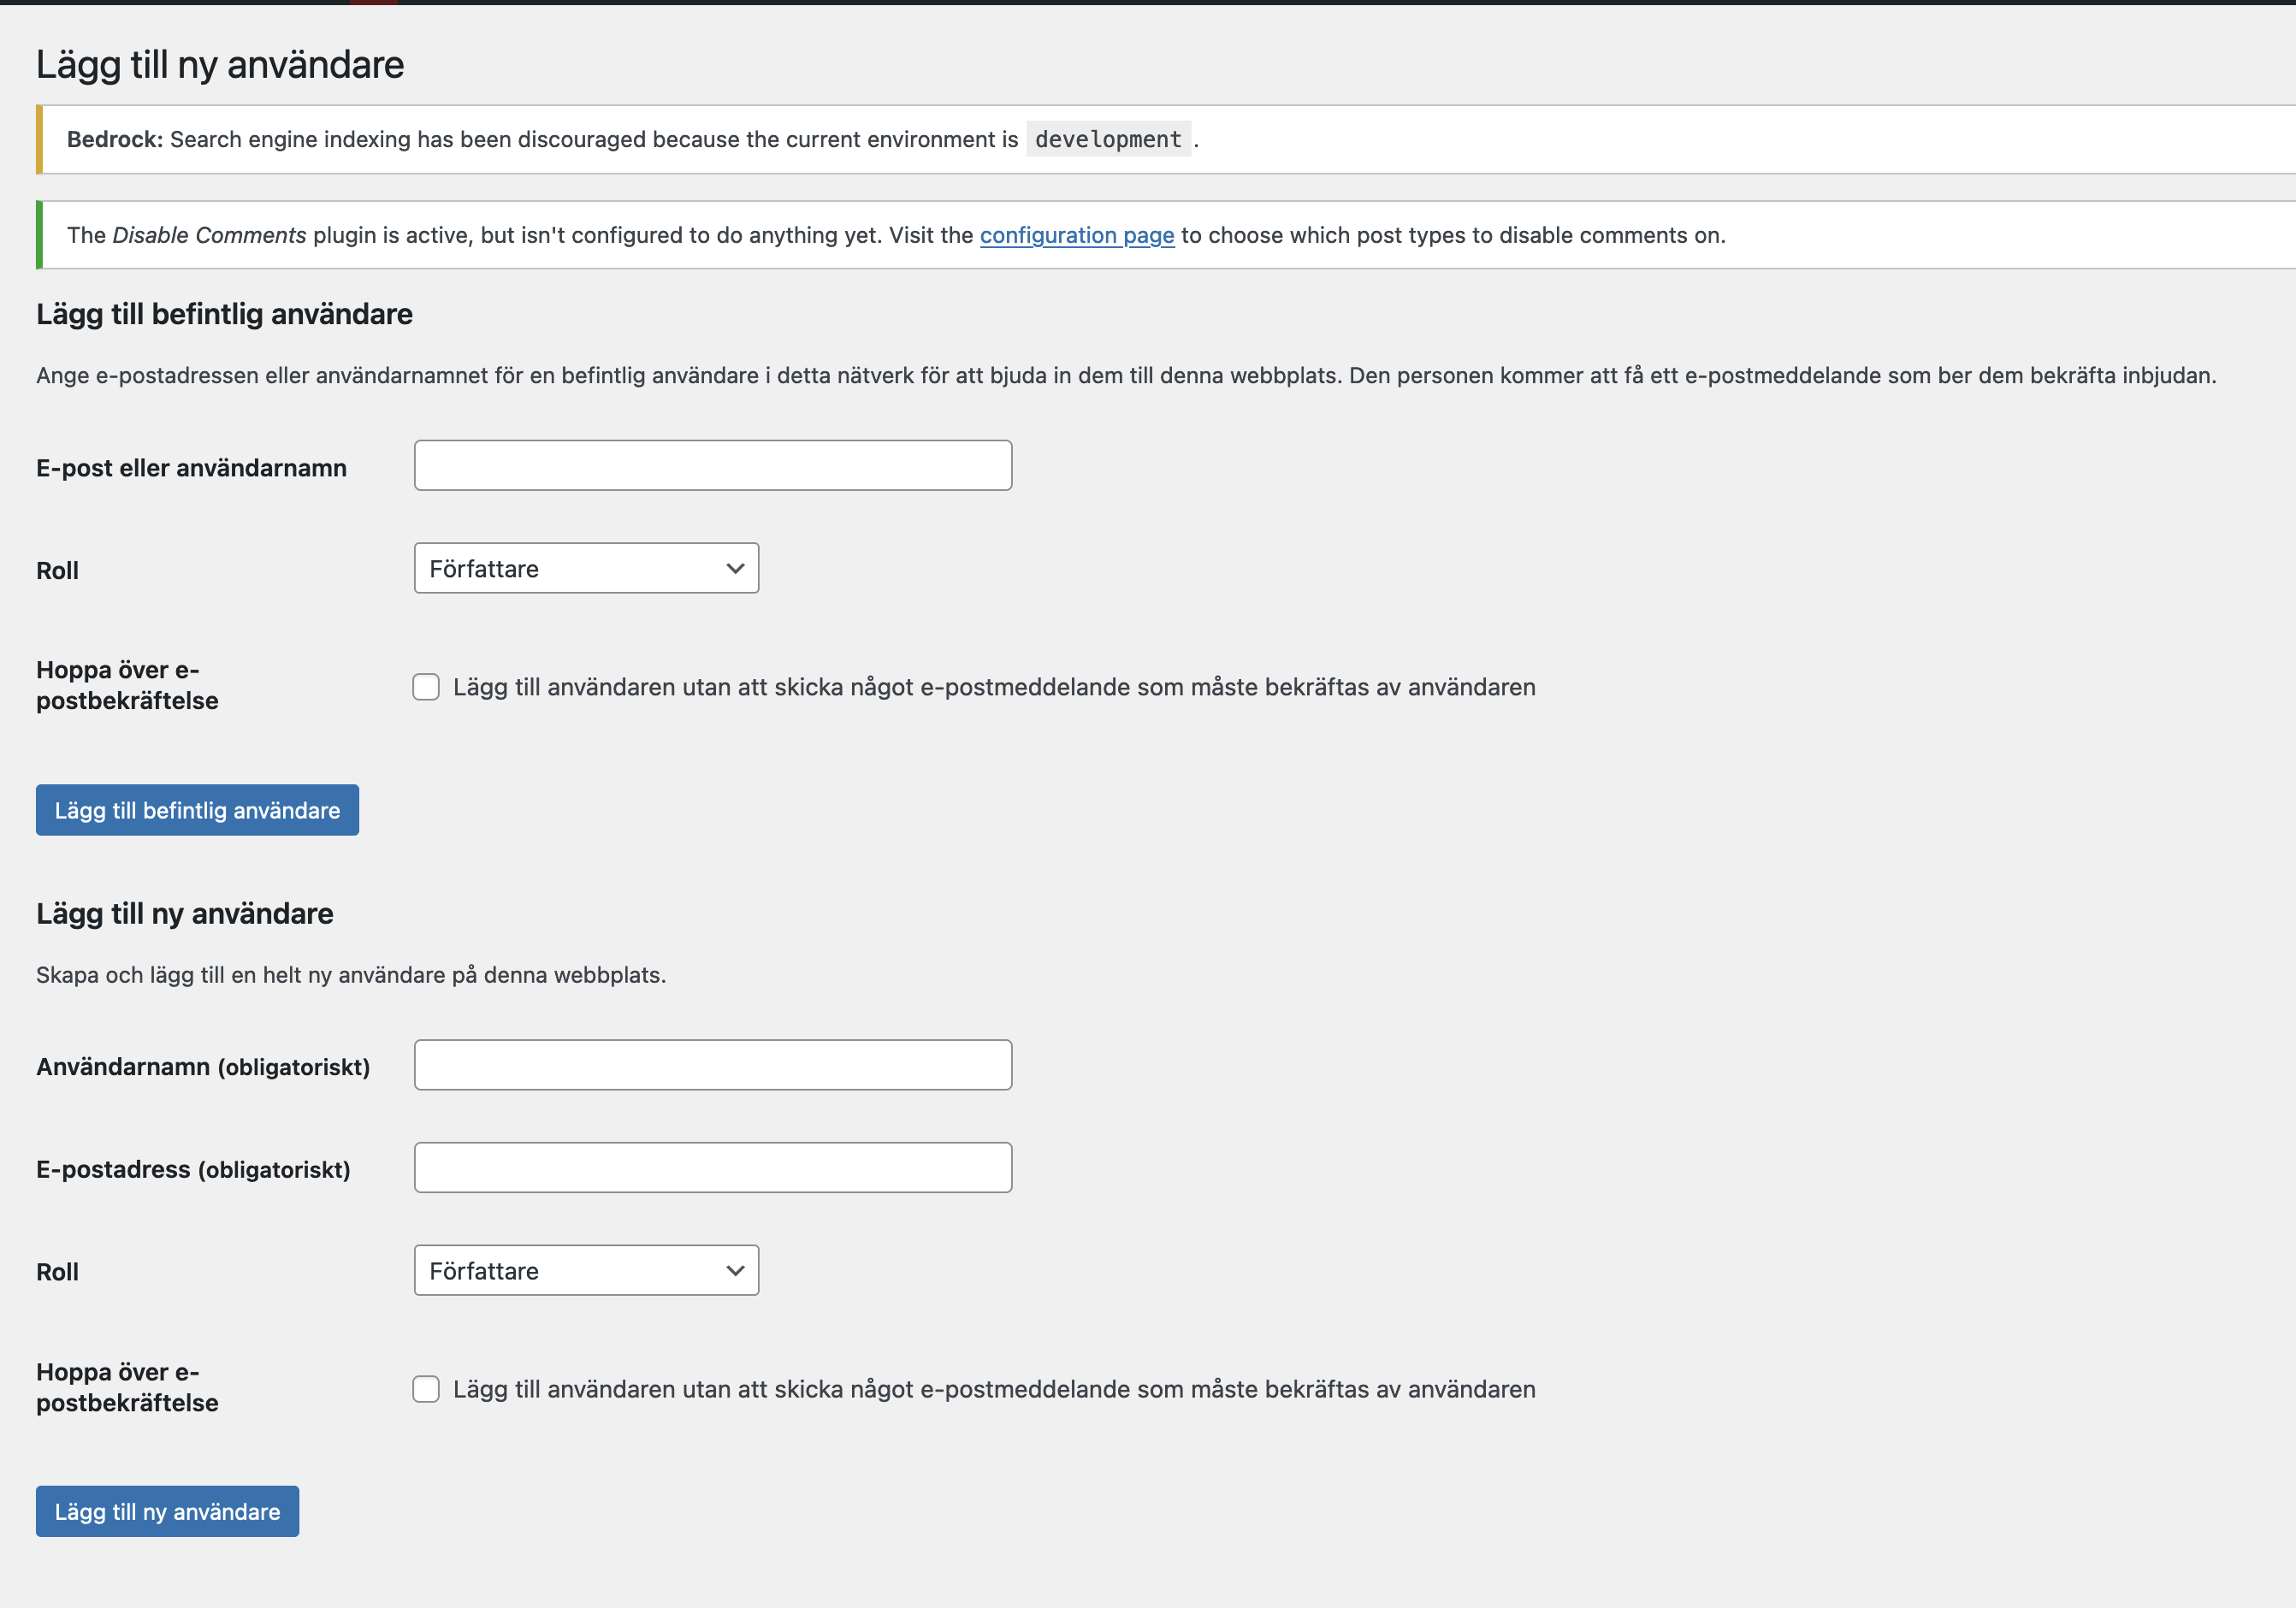 Lägg till ny användare
Bedrock: Search engine indexing has been discouraged because the current environment is development .
The Disable Comments plugin is active, but isn't configured to do anything yet. Visit the configuration page to choose which post types to disable comments on.
Lägg till befintlig användare
Ange e-postadressen eller användarnamnet för en befintlig användare i detta nätverk för att bjuda in dem till denna webbplats. Den personen kommer att få ett e-postmeddelande som ber dem bekräfta inbjudan.
E-post eller användarnamn
Roll
Författare
Hoppa över e-
postbekräftelse
Lägg till användaren utan att skicka något e-postmeddelande som måste bekräftas av användaren
Lägg till befintlig användare
Lägg till ny användare
Skapa och lägg till en helt ny användare på denna webbplats.
Användarnamn (obligatoriskt)
E-postadress (obligatoriskt)
Roll
Författare
Hoppa över e-
postbekräftelse
Lägg till användaren utan att skicka något e-postmeddelande som måste bekräftas av användaren
Lägg till ny användare